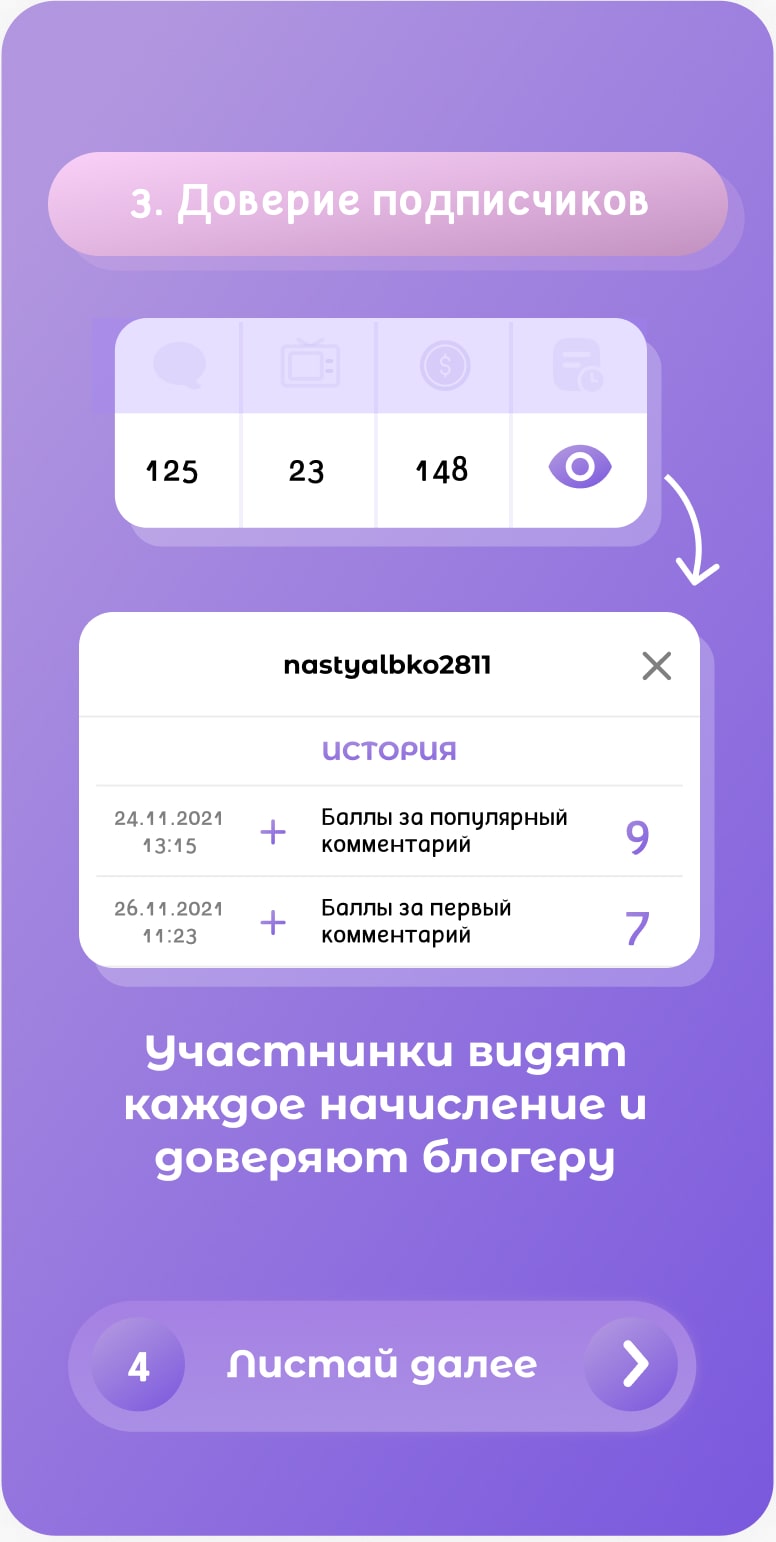 3. Доверие подписчиков
$
125 23 148
nastyalbko2811
ИСТОРИЯ
24.11.2021
13:15
+
Баллы за популярный
комментарий
9
26.11.2021
11:23
+
Баллы за первый
комментарий
7
Участнинки видят
каждое начисление и
доверяют блогеру
4 Листай далее